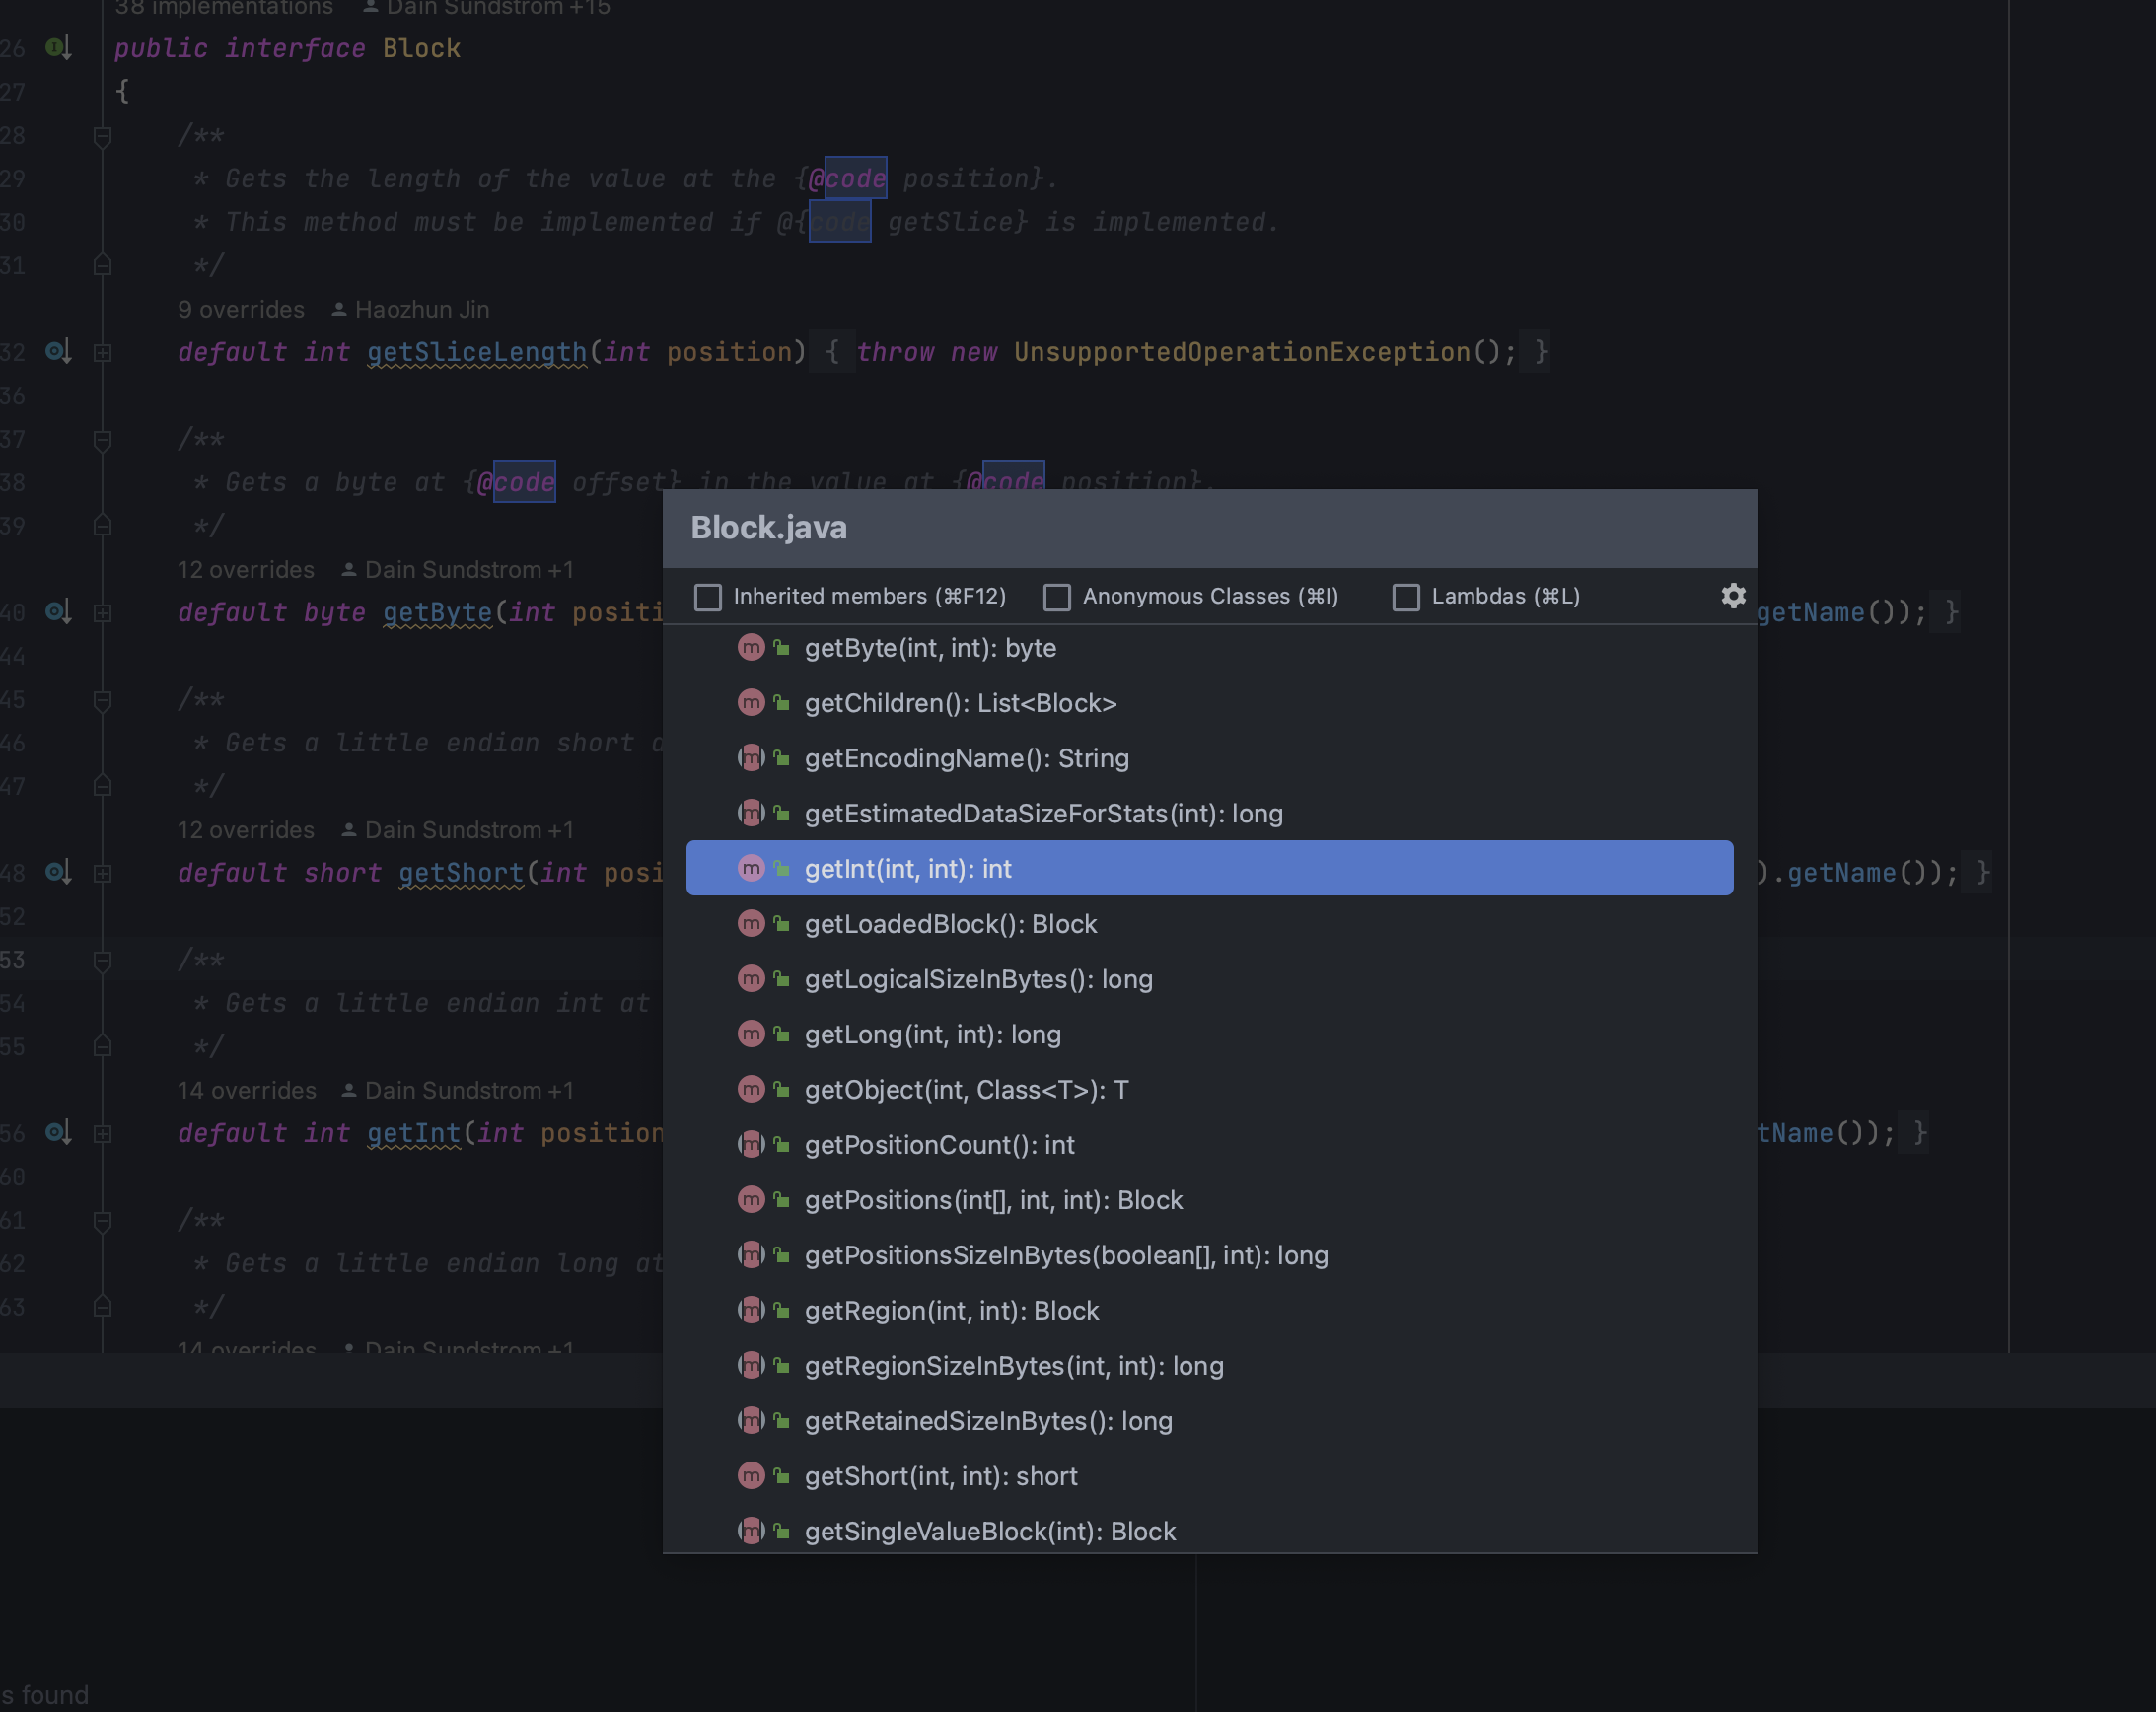 38 implementations Dain Sundstrom +15
26 public interface Block
27 {
28 /**
29 * Gets the length of the value at the {@code position}.
30 * This method must be implemented if @{code getSlice} is implemented.
31 */
9 overrides Haozhun Jin
32 default int getSliceLength(int position) { throw new UnsupportedOperationException(); }
36
37 /**
38 * Gets a byte at {@code offset} in the value at {@code position}.
39 */
12 overrides Dain Sundstrom +1
40 default byte getByte(int positi getName()); }
44
45 /**
46 * Gets a little endian short a
47 */
12 overrides Dain Sundstrom +1
48 default short getShort(int posi ).getName()); }
52
53 /**
54 * Gets a little endian int at
55 */
14 overrides Dain Sundstrom +1
56 default int getInt(int position tName()); }
60
61 /**
62 * Gets a little endian long at
63 */
14 overrides Dain Sundstrom +1
Block.java
Inherited members (⌘F12) Anonymous Classes (⌘I) Lambdas (⌘L)
m getByte(int, int): byte
m getChildren(): List<Block>
m getEncodingName(): String
m getEstimatedDataSizeForStats(int): long
m getInt(int, int): int
m getLoadedBlock(): Block
m getLogicalSizeInBytes(): long
m getLong(int, int): long
m getObject(int, Class<T>): T
m getPositionCount(): int
m getPositions(int[], int, int): Block
m getPositionsSizeInBytes(boolean[], int): long
m getRegion(int, int): Block
m getRegionSizeInBytes(int, int): long
m getRetainedSizeInBytes(): long
m getShort(int, int): short
m getSingleValueBlock(int): Block
s found